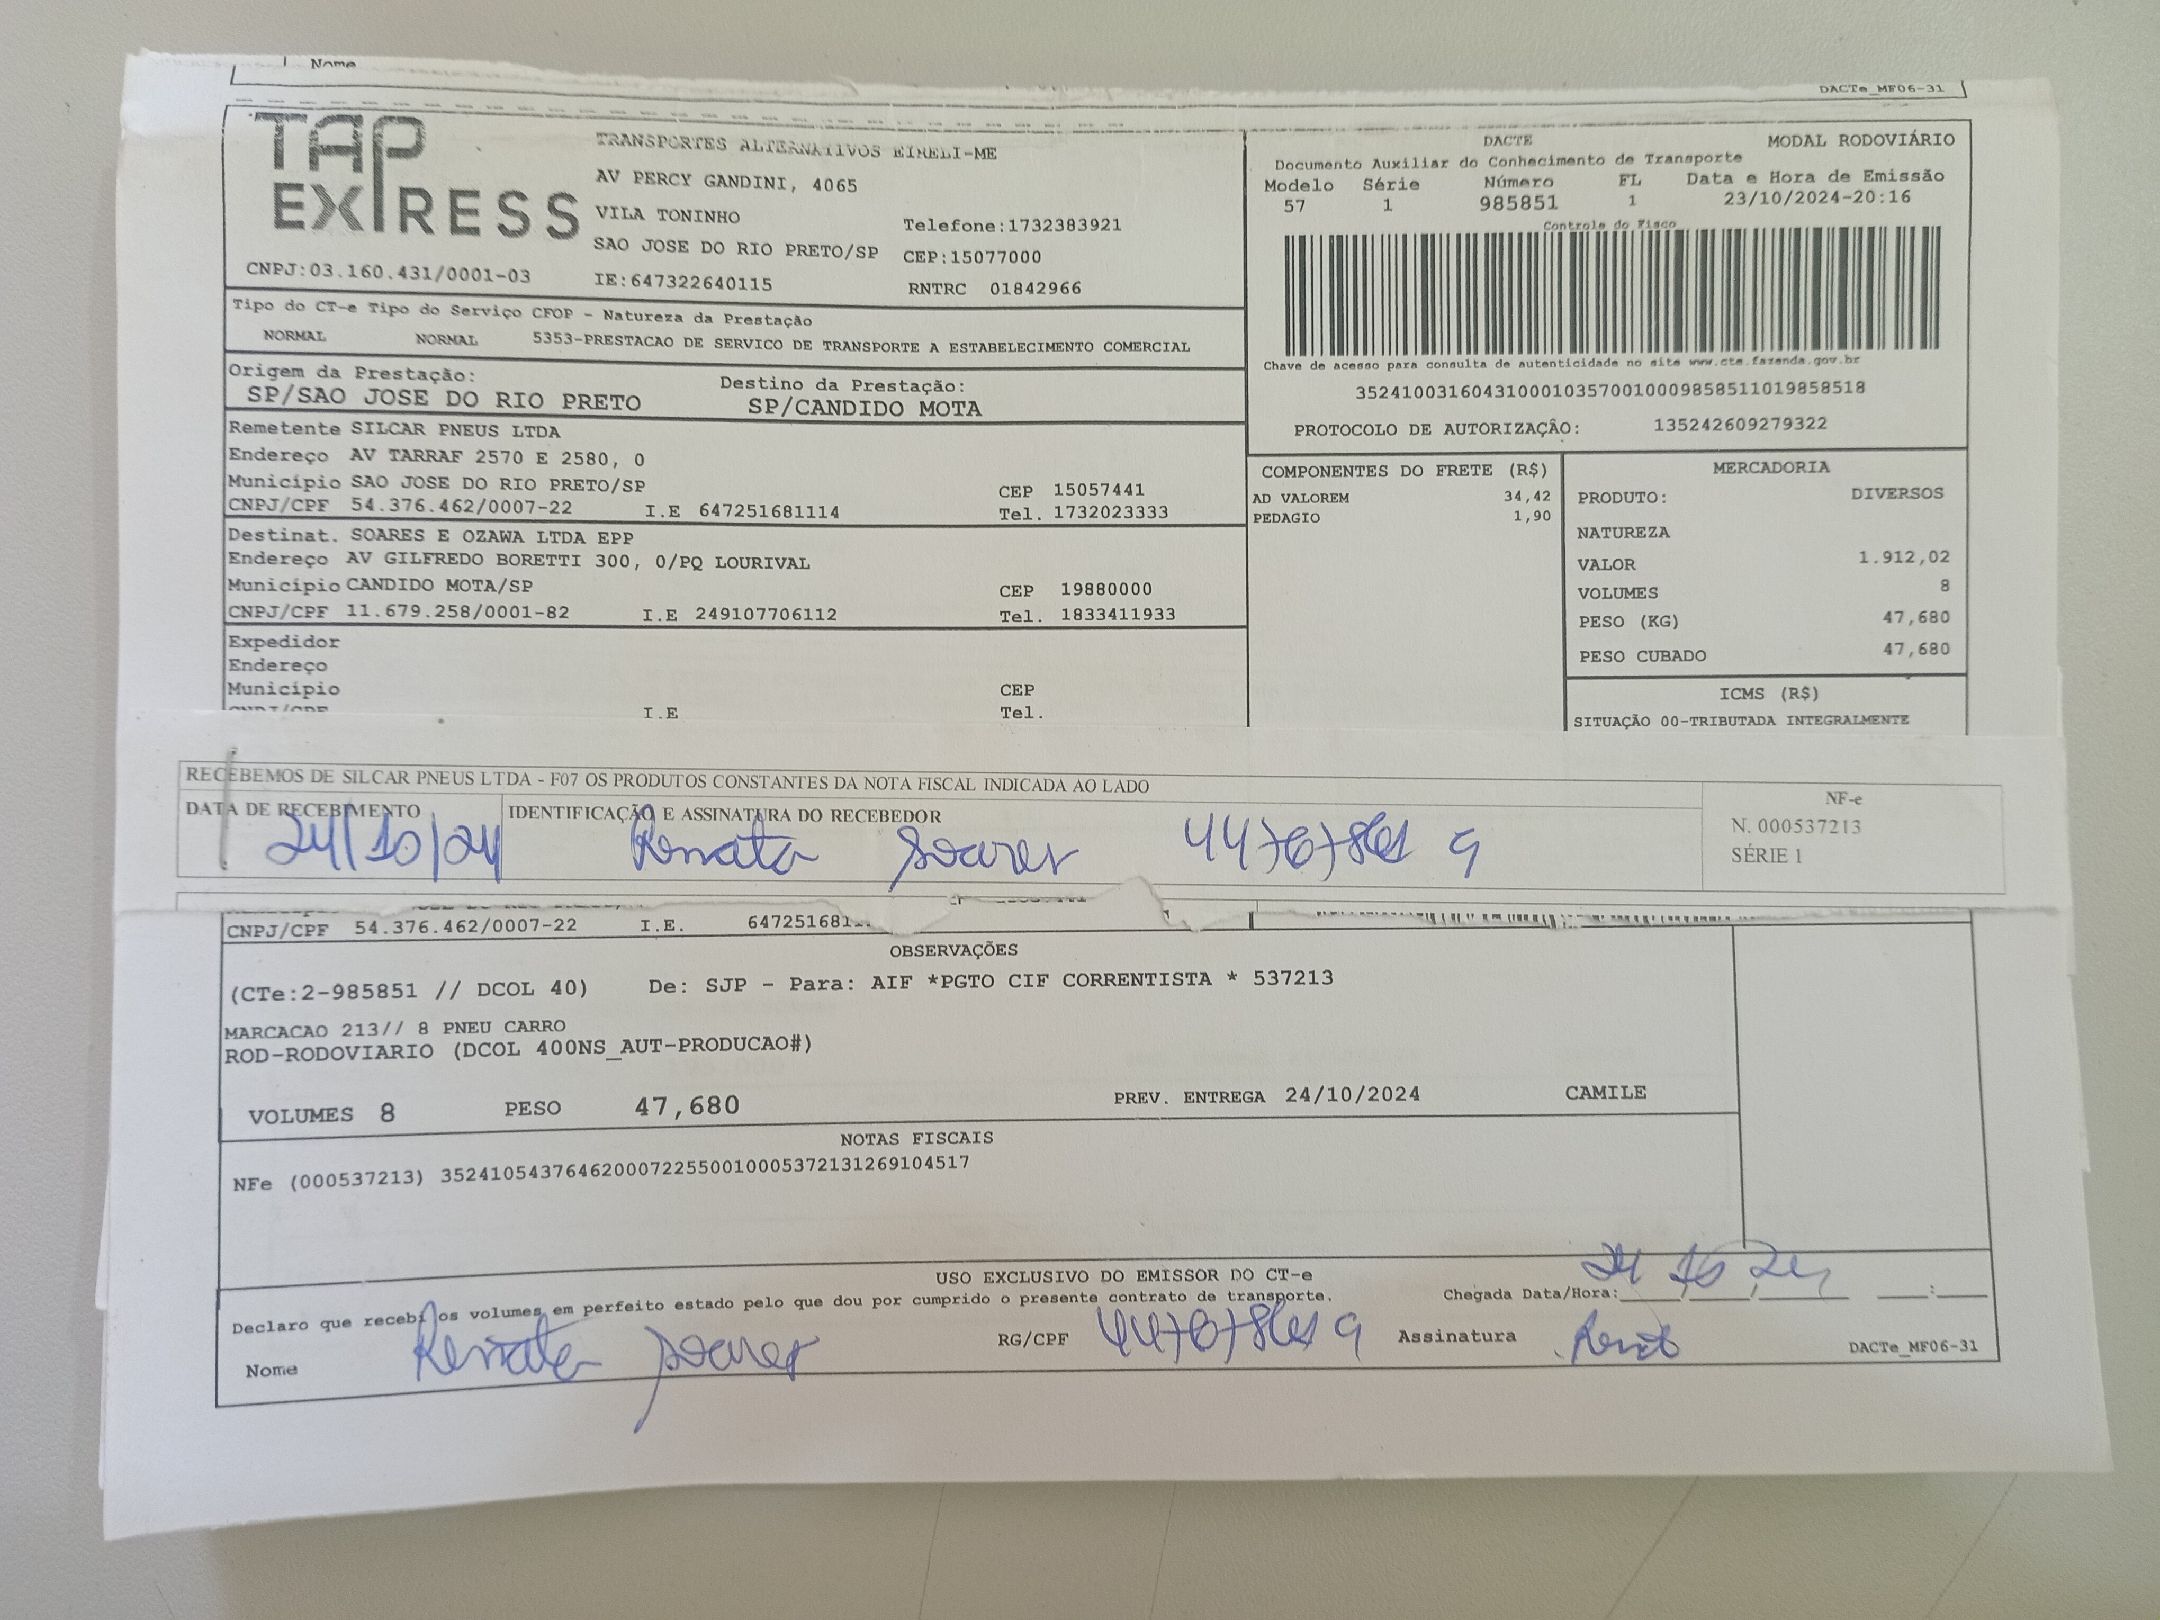 Nome
DACTe_MF06-31
TAP EXPRESS
TRANSPORTES ALTERNATIVOS EIRELI-ME
AV PERCY GANDINI, 4065
VILA TONINHO
Telefone:1732383921
SAO JOSE DO RIO PRETO/SP CEP:15077000
CNPJ:03.160.431/0001-03 IE:647322640115 RNTRC 01842966
DACTE MODAL RODOVIÁRIO
Documento Auxiliar do Conhecimento de Transporte
Modelo Série Número FL Data e Hora de Emissão
57 1 985851 1 23/10/2024-20:16
Controle do Fisco
Chave de acesso para consulta de autenticidade no site www.cte.fazenda.gov.br
35241003160431000103570010009858511019858518
PROTOCOLO DE AUTORIZAÇÃO: 135242609279322
Tipo do CT-e Tipo do Serviço CFOP - Natureza da Prestação
NORMAL NORMAL 5353-PRESTACAO DE SERVICO DE TRANSPORTE A ESTABELECIMENTO COMERCIAL
Origem da Prestação: Destino da Prestação:
SP/SAO JOSE DO RIO PRETO SP/CANDIDO MOTA
Remetente SILCAR PNEUS LTDA
Endereço AV TARRAF 2570 E 2580, 0
Município SAO JOSE DO RIO PRETO/SP CEP 15057441
CNPJ/CPF 54.376.462/0007-22 I.E 647251681114 Tel. 1732023333
Destinat. SOARES E OZAWA LTDA EPP
Endereço AV GILFREDO BORETTI 300, 0/PQ LOURIVAL
Município CANDIDO MOTA/SP CEP 19880000
CNPJ/CPF 11.679.258/0001-82 I.E 249107706112 Tel. 1833411933
Expedidor
Endereço
Município CEP
CNPJ/CPF I.E Tel.
COMPONENTES DO FRETE (R$)
AD VALOREM 34,42
PEDAGIO 1,90
MERCADORIA
PRODUTO: DIVERSOS
NATUREZA
VALOR 1.912,02
VOLUMES 8
PESO (KG) 47,680
PESO CUBADO 47,680
ICMS (R$)
SITUAÇÃO 00-TRIBUTADA INTEGRALMENTE
RECEBEMOS DE SILCAR PNEUS LTDA - F07 OS PRODUTOS CONSTANTES DA NOTA FISCAL INDICADA AO LADO
DATA DE RECEBIMENTO IDENTIFICAÇÃO E ASSINATURA DO RECEBEDOR
24/10/24 Renata Soares
NF-e
N. 000537213
SÉRIE 1
CNPJ/CPF 54.376.462/0007-22 I.E. 647251681
OBSERVAÇÕES
(CTe:2-985851 // DCOL 40) De: SJP - Para: AIF *PGTO CIF CORRENTISTA * 537213
MARCACAO 213// 8 PNEU CARRO
ROD-RODOVIARIO (DCOL 400NS_AUT-PRODUCAO#)
VOLUMES 8 PESO 47,680 PREV. ENTREGA 24/10/2024 CAMILE
NOTAS FISCAIS
NFe (000537213) 35241054376462000722550010005372131269104517
USO EXCLUSIVO DO EMISSOR DO CT-e
Declaro que recebi os volumes em perfeito estado pelo que dou por cumprido o presente contrato de transporte.
Chegada Data/Hora: 24 10 24
Nome Renata Soares RG/CPF Assinatura
DACTe_MF06-31